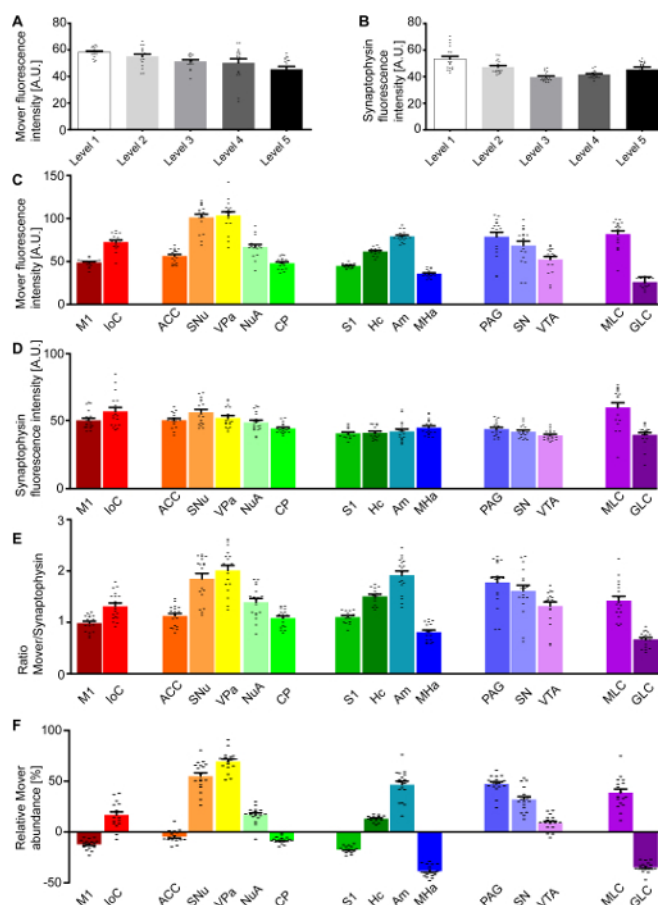 A
Mover fluorescence
intensity [A.U.]
80
60
40
20
0
Level 1
Level 2
Level 3
Level 4
Level 5
B
Synaptophysin
fluorescence
intensity [A.U.]
80
60
40
20
0
Level 1
Level 2
Level 3
Level 4
Level 5
C
Mover fluorescence
intensity [A.U.]
150
100
50
0
M1
IoC
ACC
SNu
VPa
NuA
CP
S1
Hc
Am
MHa
PAG
SN
VTA
MLC
GLC
D
Synaptophysin
fluorescence intensity [A.U.]
100
50
0
M1
IoC
ACC
SNu
VPa
NuA
CP
S1
Hc
Am
MHa
PAG
SN
VTA
MLC
GLC
E
Ratio
Mover/Synaptophysin
3
2
1
0
M1
IoC
ACC
SNu
VPa
NuA
CP
S1
Hc
Am
MHa
PAG
SN
VTA
MLC
GLC
F
Relative Mover
abundance [%]
100
50
0
-50
M1
IoC
ACC
SNu
VPa
NuA
CP
S1
Hc
Am
MHa
PAG
SN
VTA
MLC
GLC